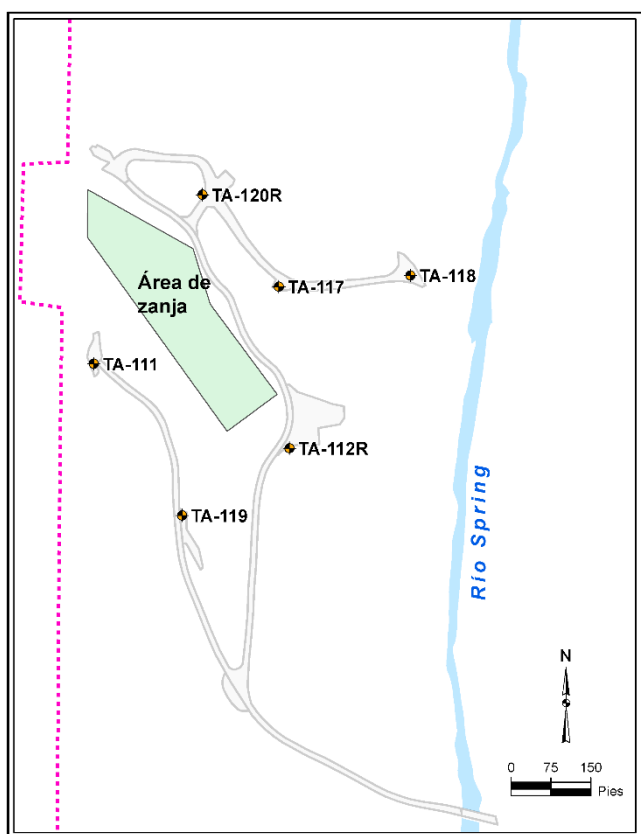 TA-120R
TA-118
Área de
zanja
TA-117
TA-111
TA-112R
TA-119
Río Spring
N
0 75 150
Pies